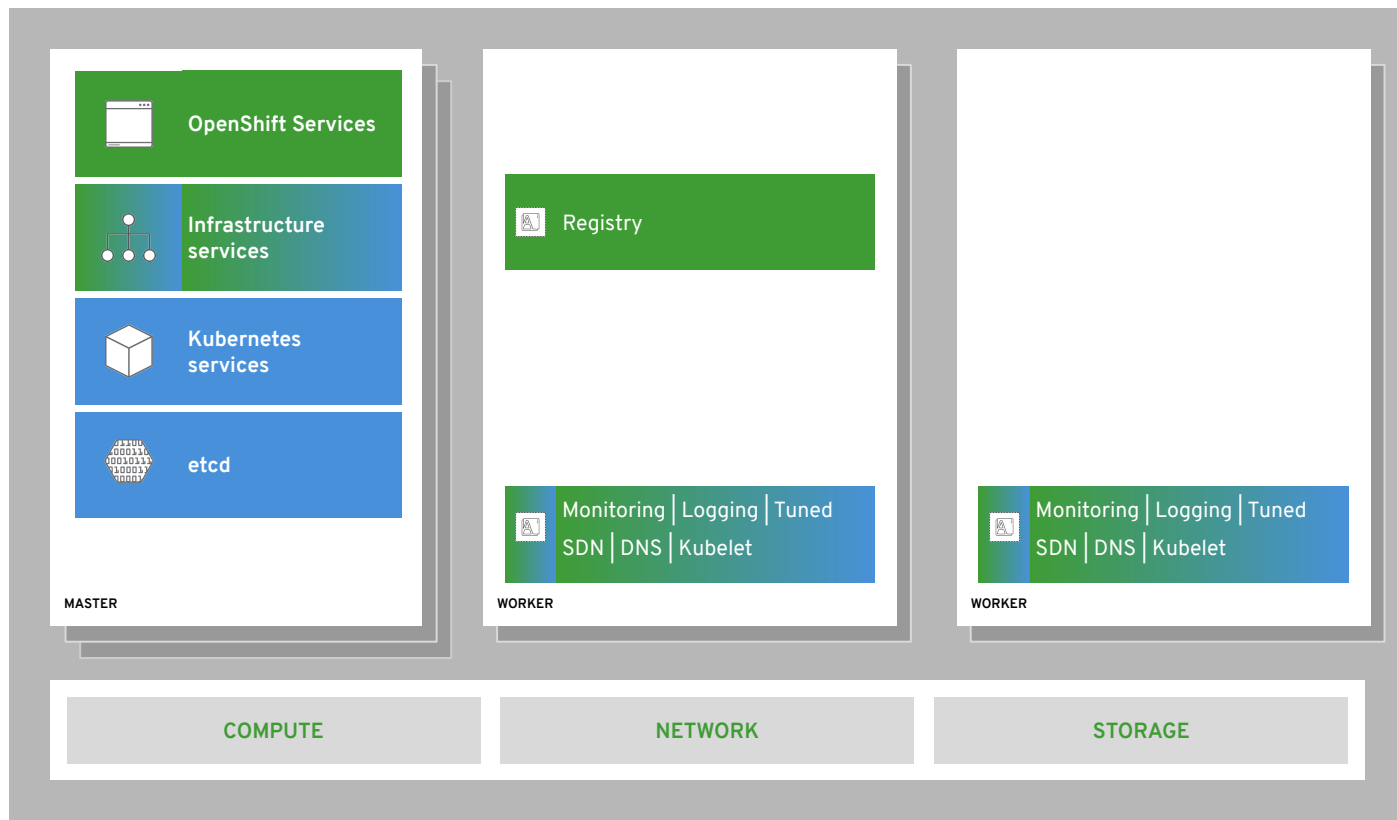 OpenShift Services
Infrastructure
services
Kubernetes
services
etcd
MASTER
Registry
Monitoring | Logging | Tuned
SDN | DNS | Kubelet
WORKER
Monitoring | Logging | Tuned
SDN | DNS | Kubelet
WORKER
COMPUTE
NETWORK
STORAGE